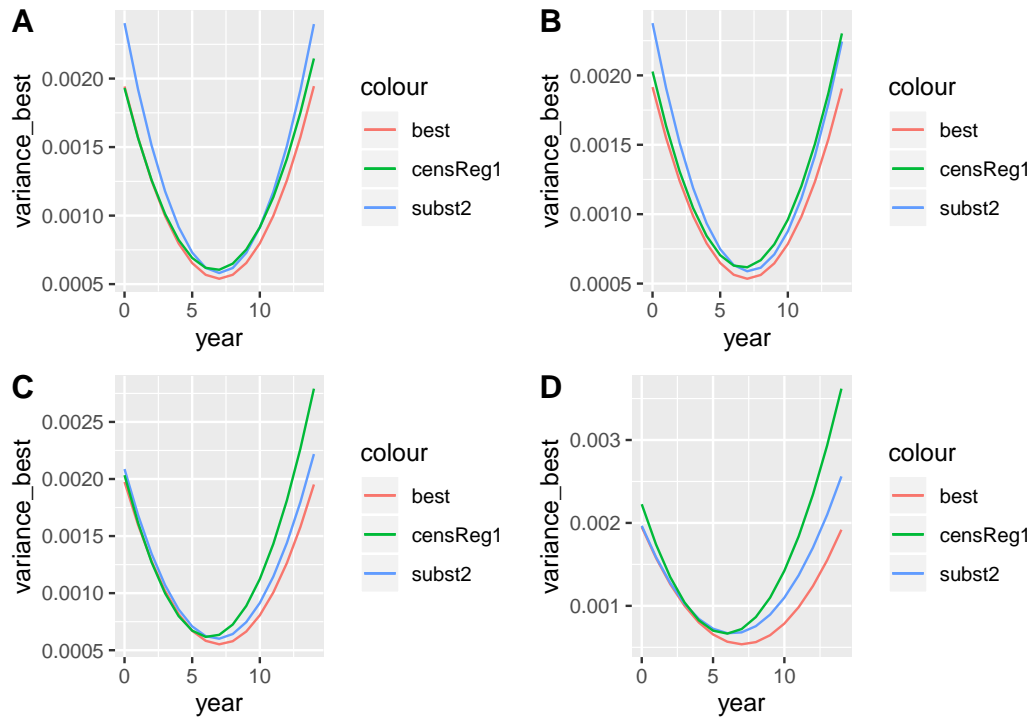 A
variance_best
0.0020
0.0015
0.0010
0.0005
0 5 10
year
colour
best
censReg1
subst2
B
variance_best
0.0020
0.0015
0.0010
0.0005
0 5 10
year
colour
best
censReg1
subst2
C
variance_best
0.0025
0.0020
0.0015
0.0010
0.0005
0 5 10
year
colour
best
censReg1
subst2
D
variance_best
0.003
0.002
0.001
0 5 10
year
colour
best
censReg1
subst2